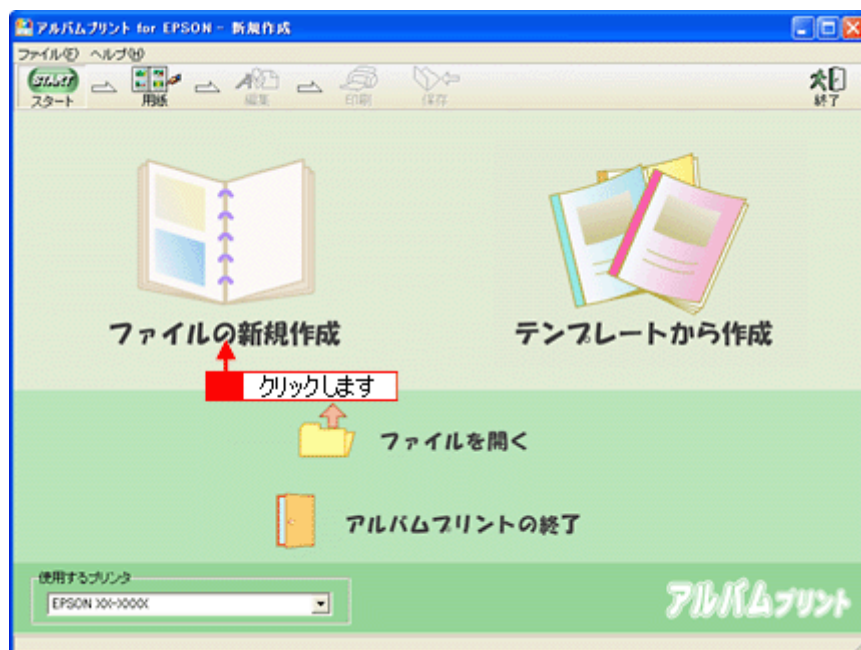 アルバムプリント for EPSON - 新規作成
ファイル(F) ヘルプ(H)
START
スタート 用紙 編集 印刷 保存 終了
ファイルの新規作成 テンプレートから作成
クリックします
ファイルを開く
アルバムプリントの終了
使用するプリンタ
EPSON XX-XXXX
アルバムプリント